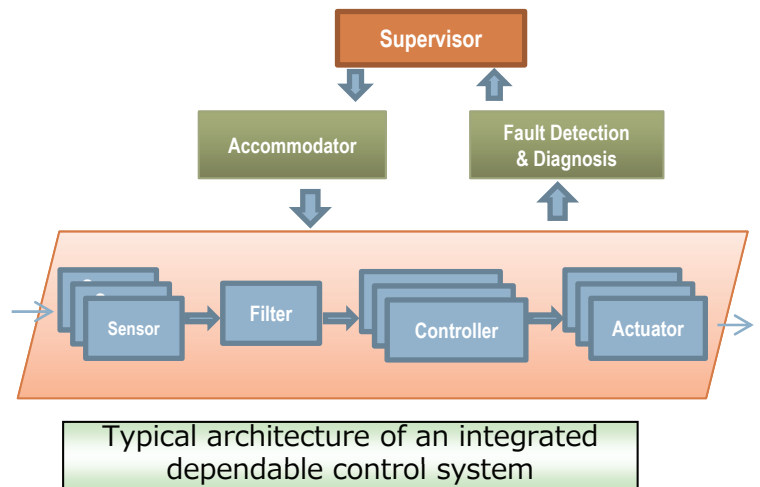 Supervisor
Accommodator
Fault Detection
& Diagnosis
Sensor
Filter
Controller
Actuator
Typical architecture of an integrated
dependable control system